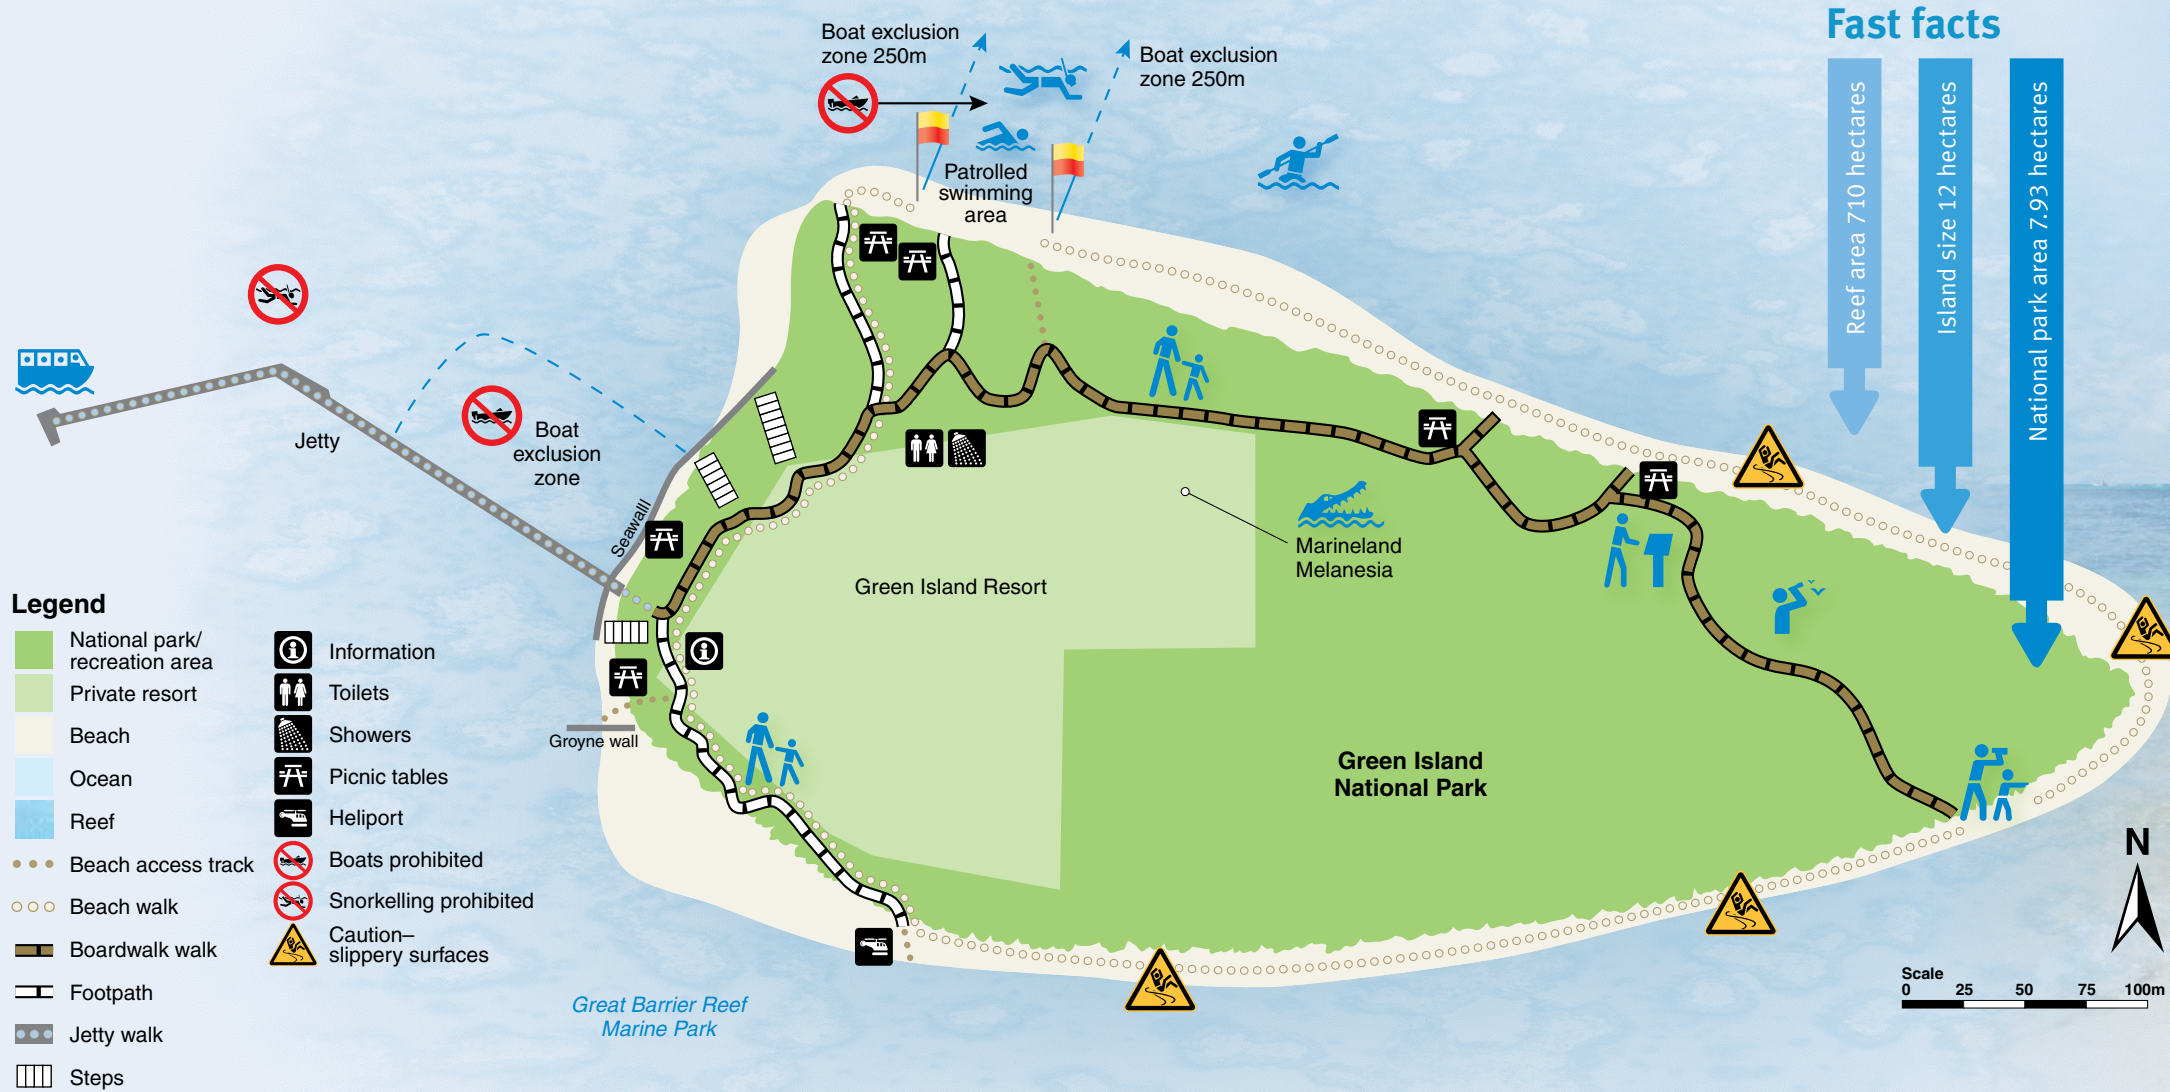 Boat exclusion
zone 250m
Boat exclusion
zone 250m
Patrolled
swimming
area
Fast facts
Reef area 710 hectares
Island size 12 hectares
National park area 7.93 hectares
Jetty
Boat
exclusion
zone
Seawalll
Groyne wall
Green Island Resort
Marineland
Melanesia
Green Island
National Park
Great Barrier Reef
Marine Park
Legend
National park/
recreation area
Private resort
Beach
Ocean
Reef
Beach access track
Beach walk
Boardwalk walk
Footpath
Jetty walk
Steps
Information
Toilets
Showers
Picnic tables
Heliport
Boats prohibited
Snorkelling prohibited
Caution–
slippery surfaces
N
Scale
0 25 50 75 100m